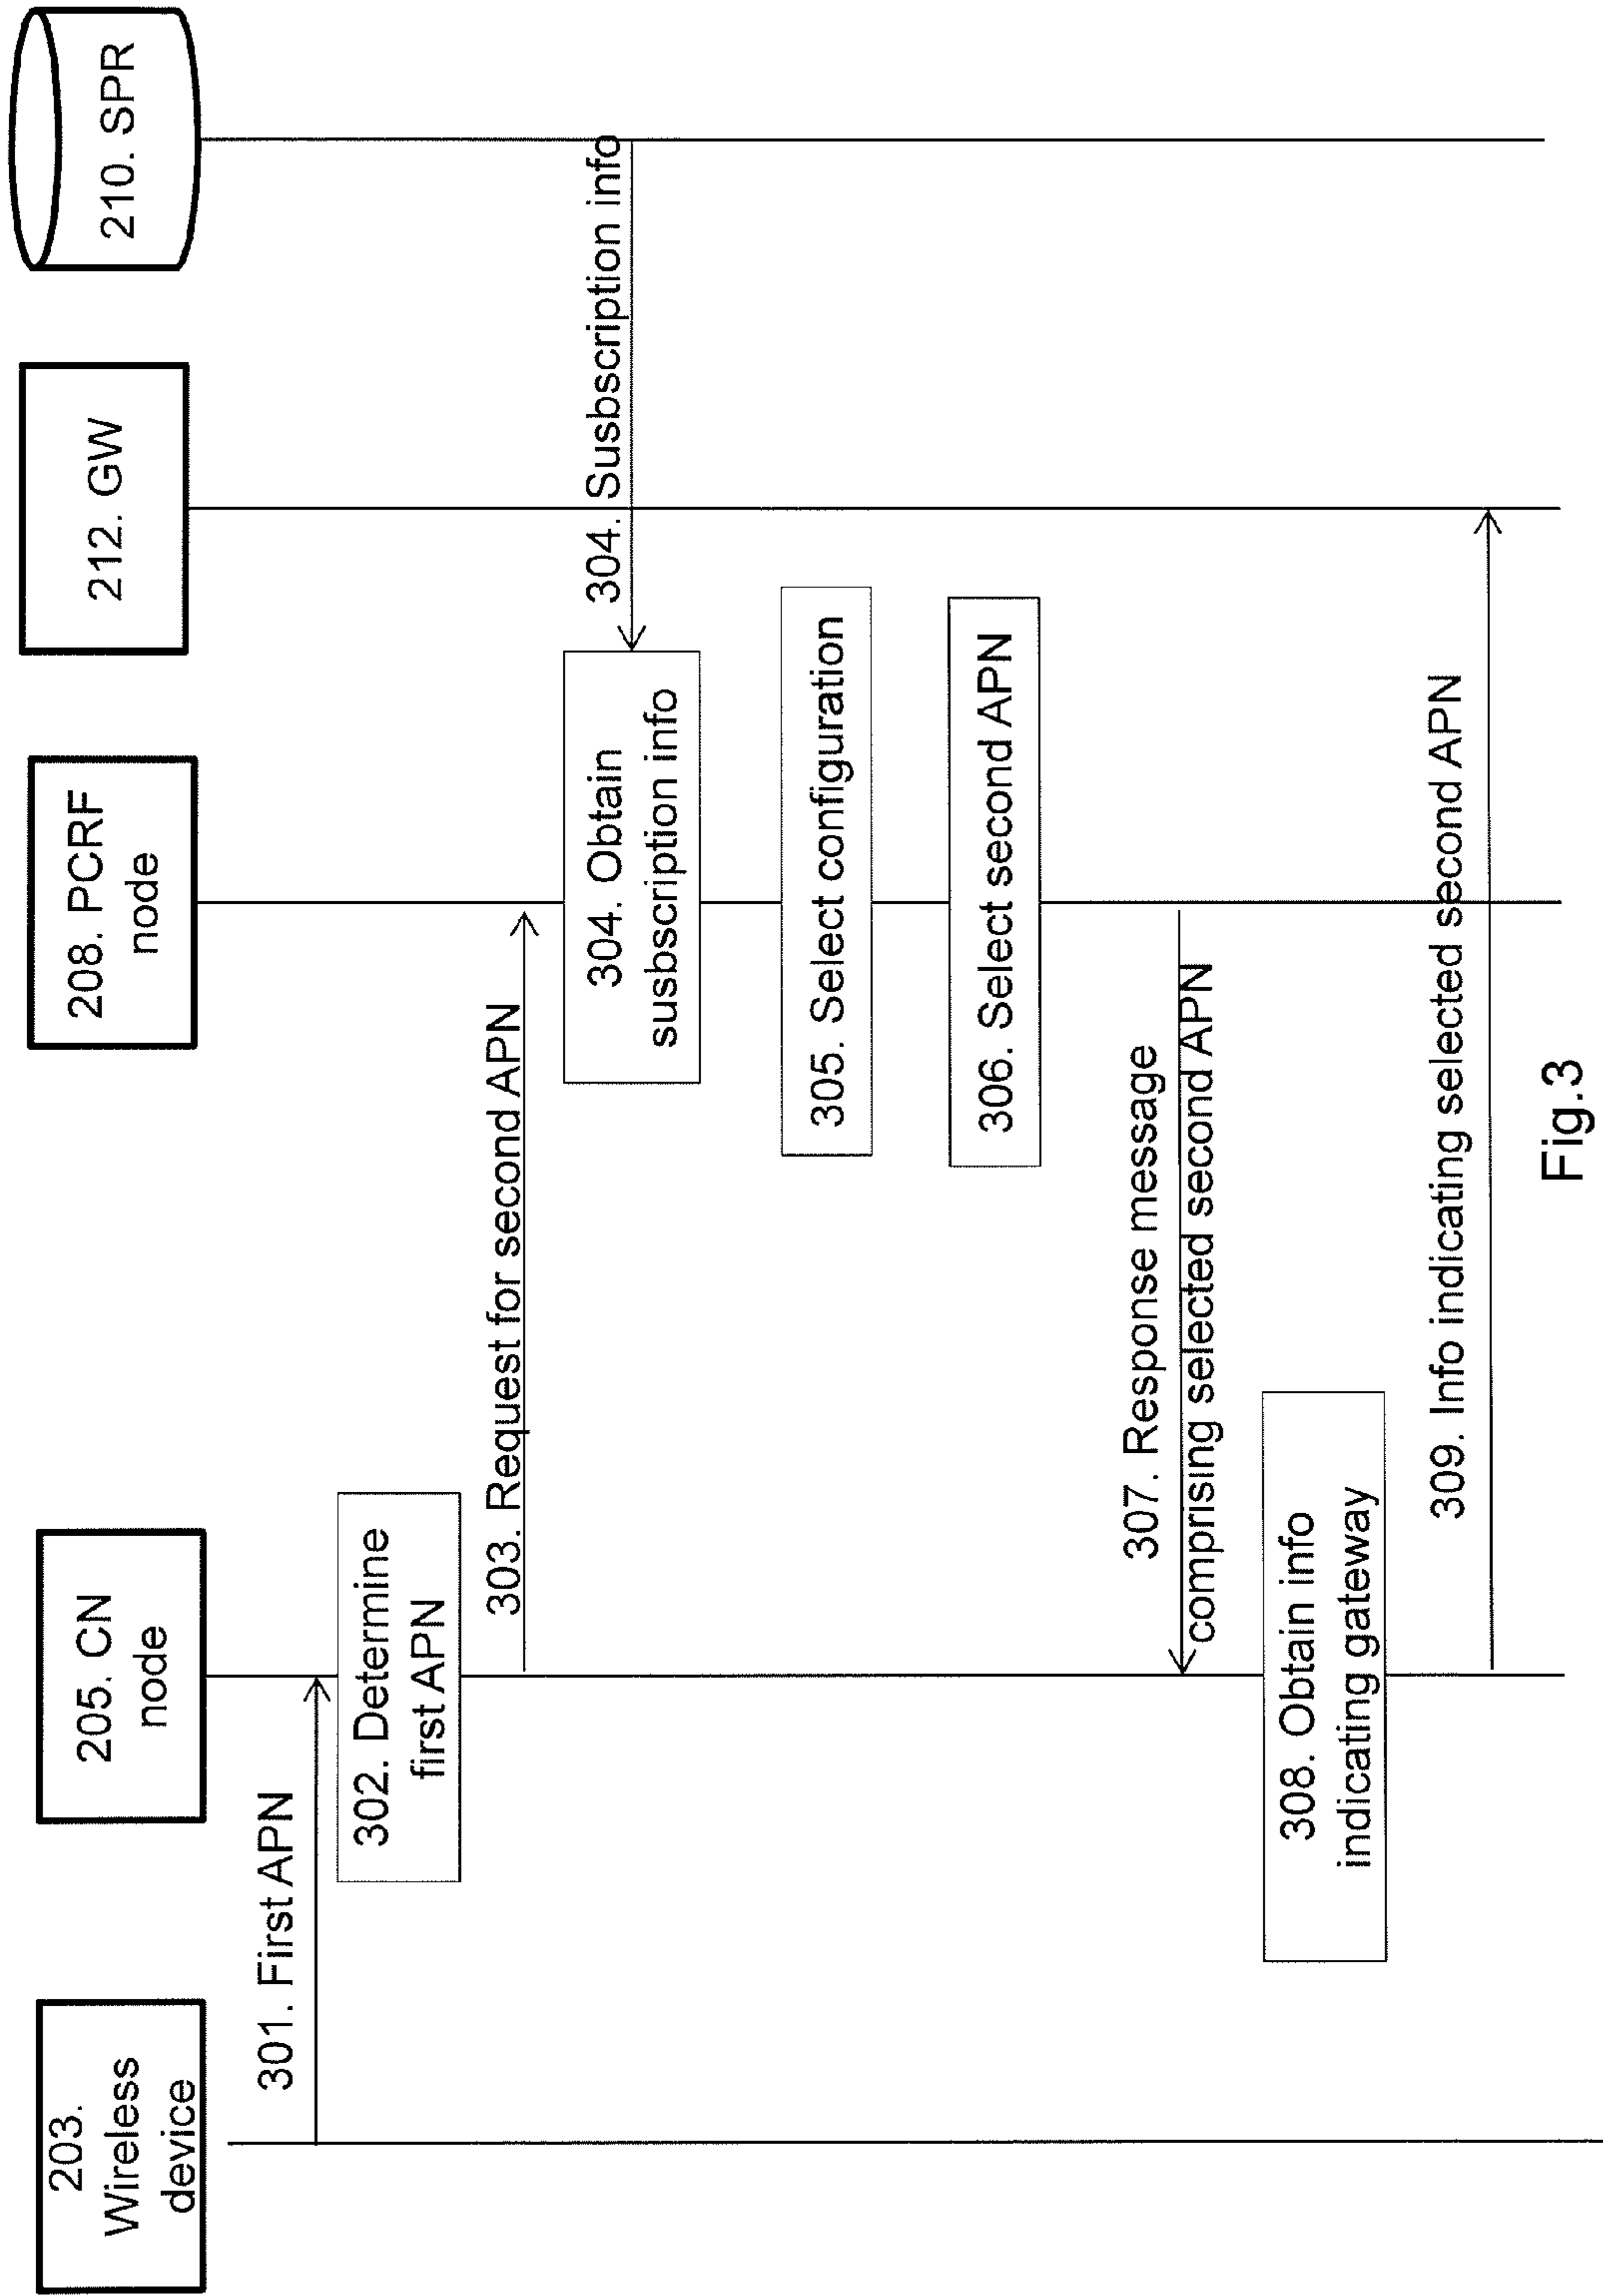 203.
Wireless
device
205. CN
node
208. PCRF
node
212. GW
210. SPR
301. First APN
302. Determine
first APN
303. Request for second APN
304. Obtain
susbscription info
304. Susbscription info
305. Select configuration
306. Select second APN
307. Response message
comprising selected second APN
308. Obtain info
indicating gateway
309. Info indicating selected second APN
Fig.3